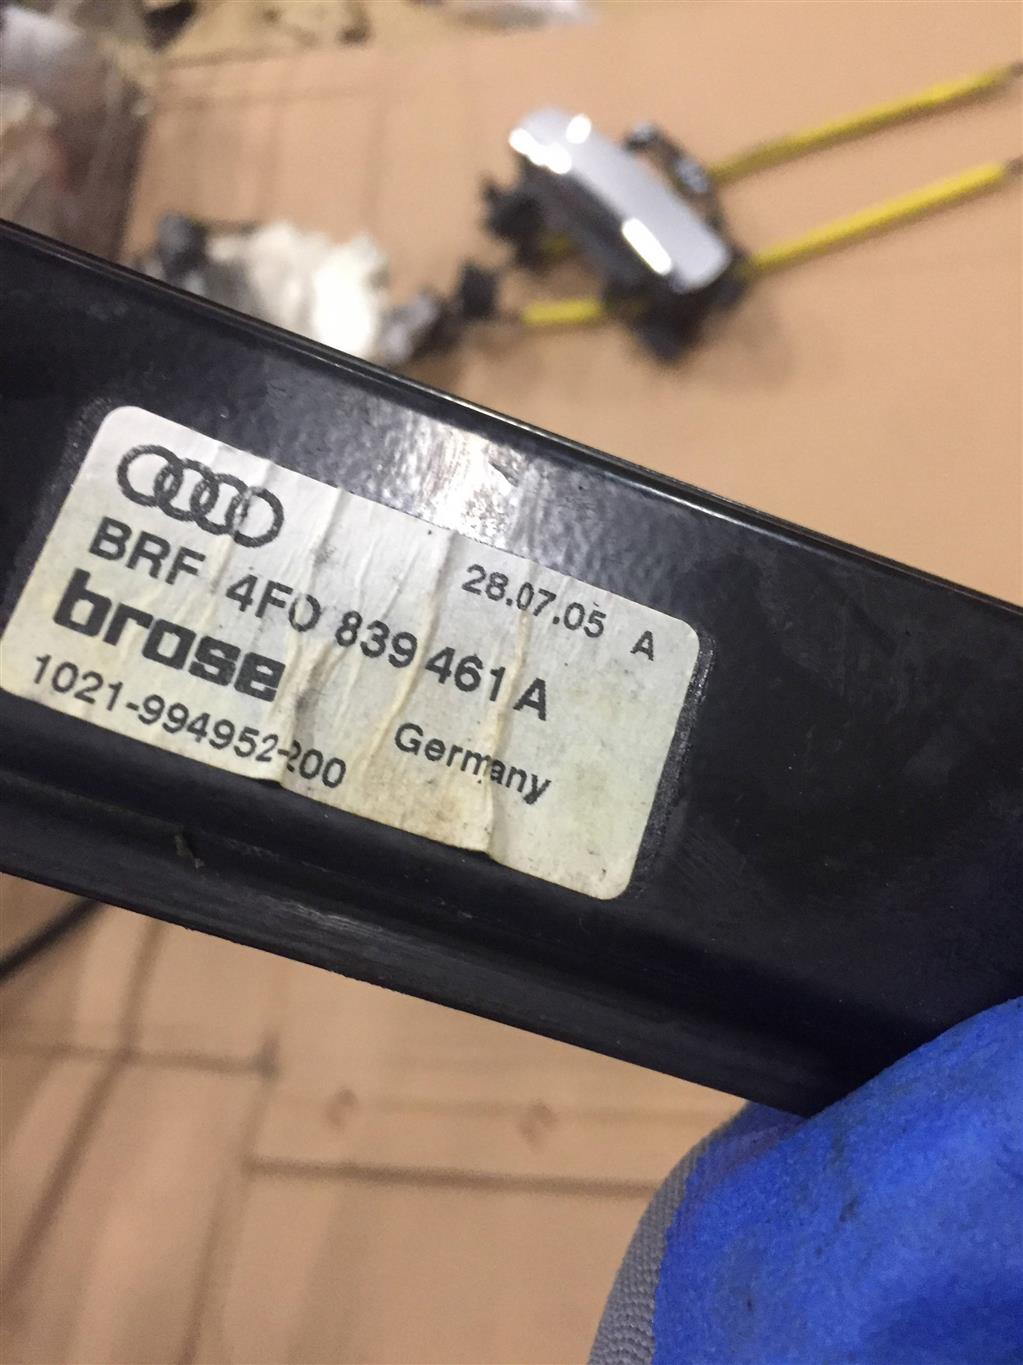 28.07.05 A
BRF 4F0 839 461 A
brose
Germany
1021-994952-200